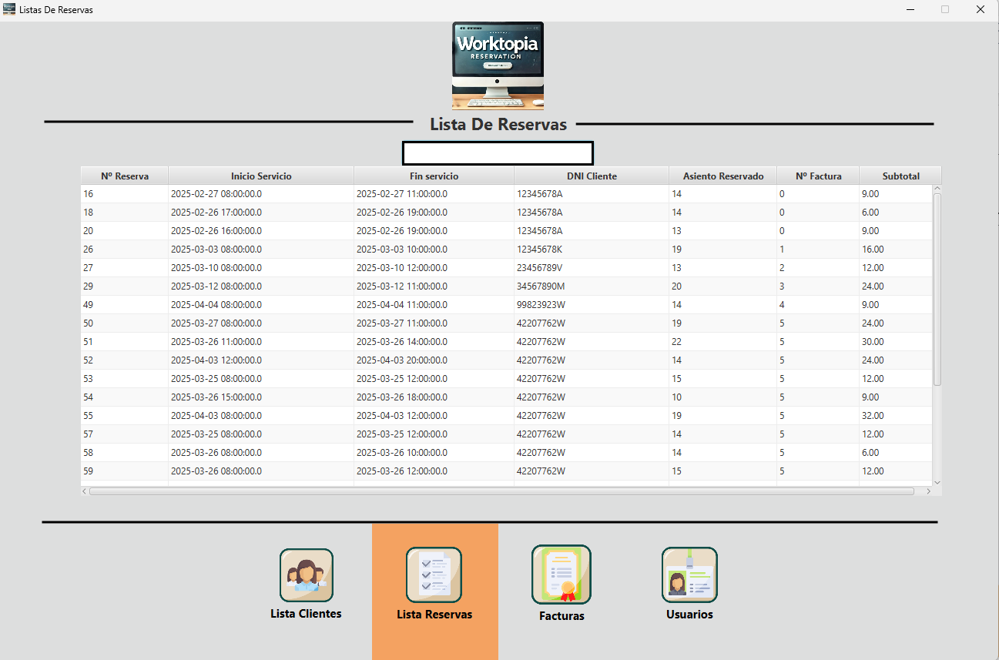 Listas De Reservas
Worktopia
RESERVATION
Lista De Reservas
Nº Reserva Inicio Servicio Fin servicio DNI Cliente Asiento Reservado Nº Factura Subtotal
16 2025-02-27 08:00:00.0 2025-02-27 11:00:00.0 12345678A 14 0 9.00
18 2025-02-26 17:00:00.0 2025-02-26 19:00:00.0 12345678A 14 0 6.00
20 2025-02-26 16:00:00.0 2025-02-26 19:00:00.0 12345678A 13 0 9.00
26 2025-03-03 08:00:00.0 2025-03-03 10:00:00.0 12345678K 19 1 16.00
27 2025-03-10 08:00:00.0 2025-03-10 12:00:00.0 23456789V 13 2 12.00
29 2025-03-12 08:00:00.0 2025-03-12 11:00:00.0 34567890M 20 3 24.00
49 2025-04-04 08:00:00.0 2025-04-04 11:00:00.0 99823923W 14 4 9.00
50 2025-03-27 08:00:00.0 2025-03-27 11:00:00.0 42207762W 19 5 24.00
51 2025-03-26 11:00:00.0 2025-03-26 14:00:00.0 42207762W 22 5 30.00
52 2025-04-03 12:00:00.0 2025-04-03 20:00:00.0 42207762W 14 5 24.00
53 2025-03-25 08:00:00.0 2025-03-25 12:00:00.0 42207762W 15 5 12.00
54 2025-03-26 15:00:00.0 2025-03-26 18:00:00.0 42207762W 10 5 9.00
55 2025-04-03 08:00:00.0 2025-04-03 12:00:00.0 42207762W 19 5 32.00
57 2025-03-25 08:00:00.0 2025-03-25 12:00:00.0 42207762W 14 5 12.00
58 2025-03-26 08:00:00.0 2025-03-26 10:00:00.0 42207762W 14 5 6.00
59 2025-03-26 08:00:00.0 2025-03-26 12:00:00.0 42207762W 15 5 12.00
Lista Clientes
Lista Reservas
Facturas
Usuarios